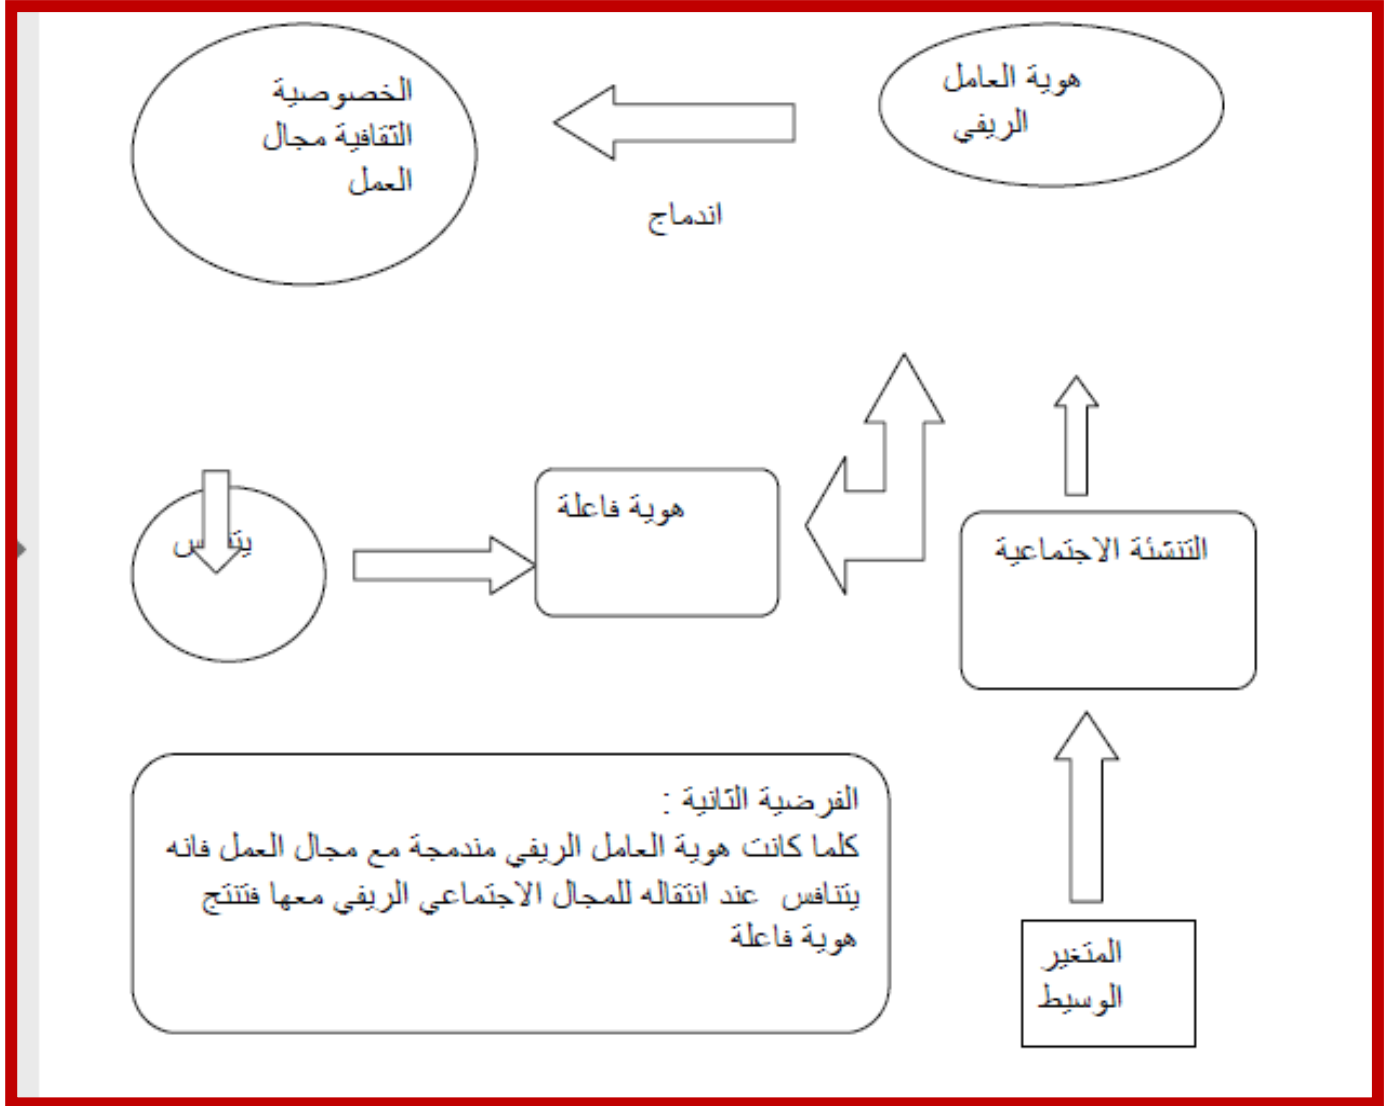 هوية العامل
الريفي
الخصوصية
الثقافية مجال
العمل
اندماج
هوية فاعلة
التنشئة الاجتماعية
الفرضية الثانية :
كلما كانت هوية العامل الريفي مندمجة مع مجال العمل فانه
يتنافس عند انتقاله للمجال الاجتماعي الريفي معها فتنتج
هوية فاعلة
المتغير
الوسيط